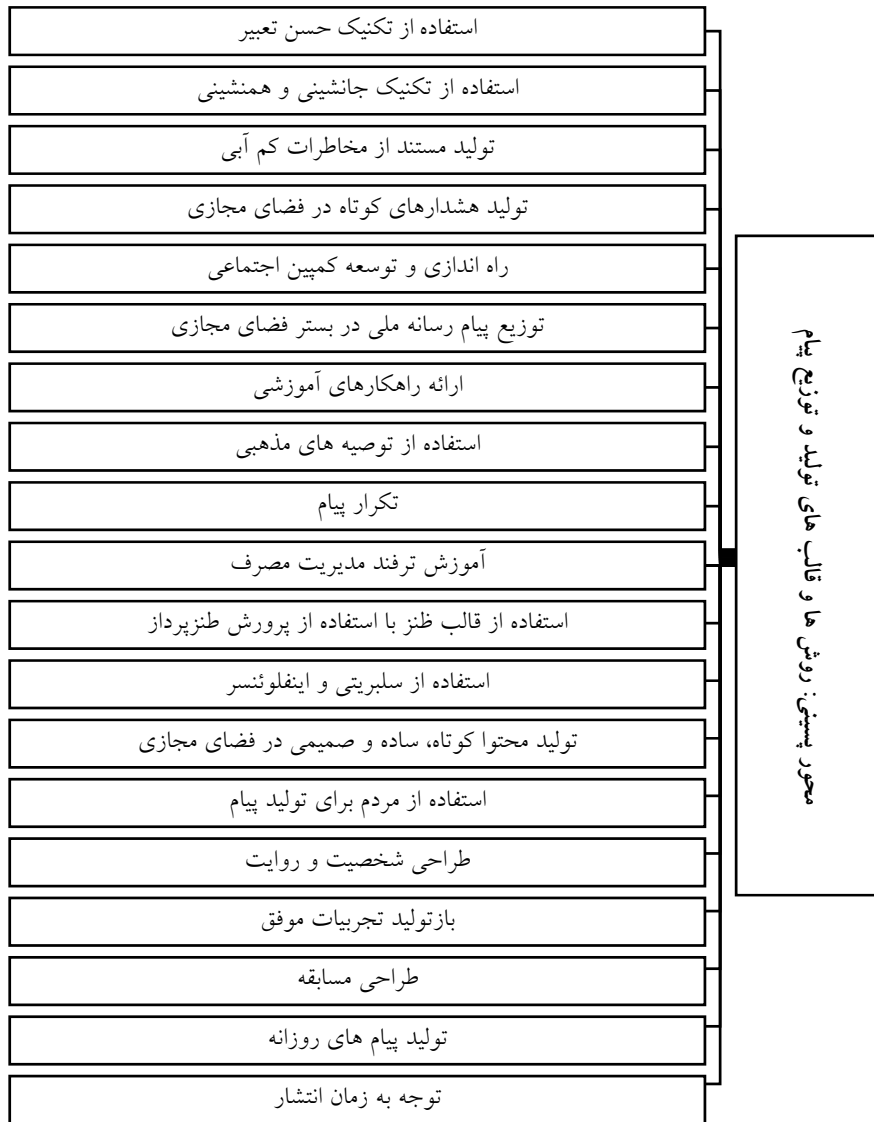 محور پسینی: روش ها و قالب های تولید و توزیع پیام
استفاده از تکنیک حسن تعبیر
استفاده از تکنیک جانشینی و همنشینی
تولید مستند از مخاطرات کم آبی
تولید هشدارهای کوتاه در فضای مجازی
راه اندازی و توسعه کمپین اجتماعی
توزیع پیام رسانه ملی در بستر فضای مجازی
ارائه راهکارهای آموزشی
استفاده از توصیه های مذهبی
تکرار پیام
آموزش ترفند مدیریت مصرف
استفاده از قالب ظنز با استفاده از پرورش طنزپرداز
استفاده از سلبریتی و اینفلوئنسر
تولید محتوا کوتاه، ساده و صمیمی در فضای مجازی
استفاده از مردم برای تولید پیام
طراحی شخصیت و روایت
بازتولید تجربیات موفق
طراحی مسابقه
تولید پیام های روزانه
توجه به زمان انتشار